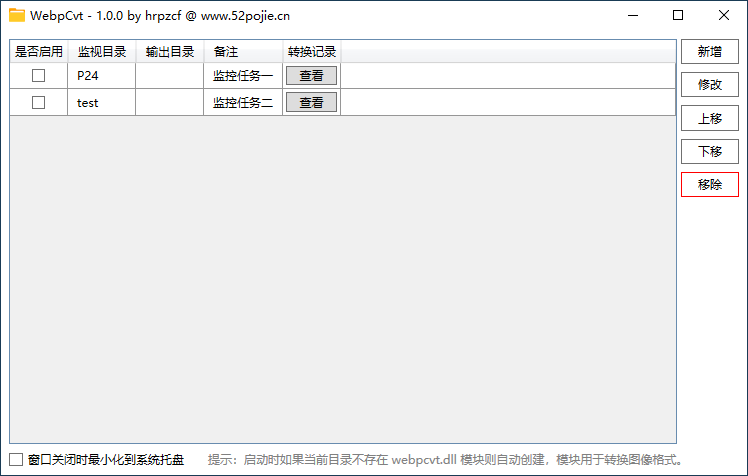 WebpCvt - 1.0.0 by hrpzcf @ www.52pojie.cn
是否启用 监视目录 输出目录 备注 转换记录
P24 监控任务一 查看
test 监控任务二 查看
新增
修改
上移
下移
移除
窗口关闭时最小化到系统托盘 提示：启动时如果当前目录不存在 webpcvt.dll 模块则自动创建，模块用于转换图像格式。